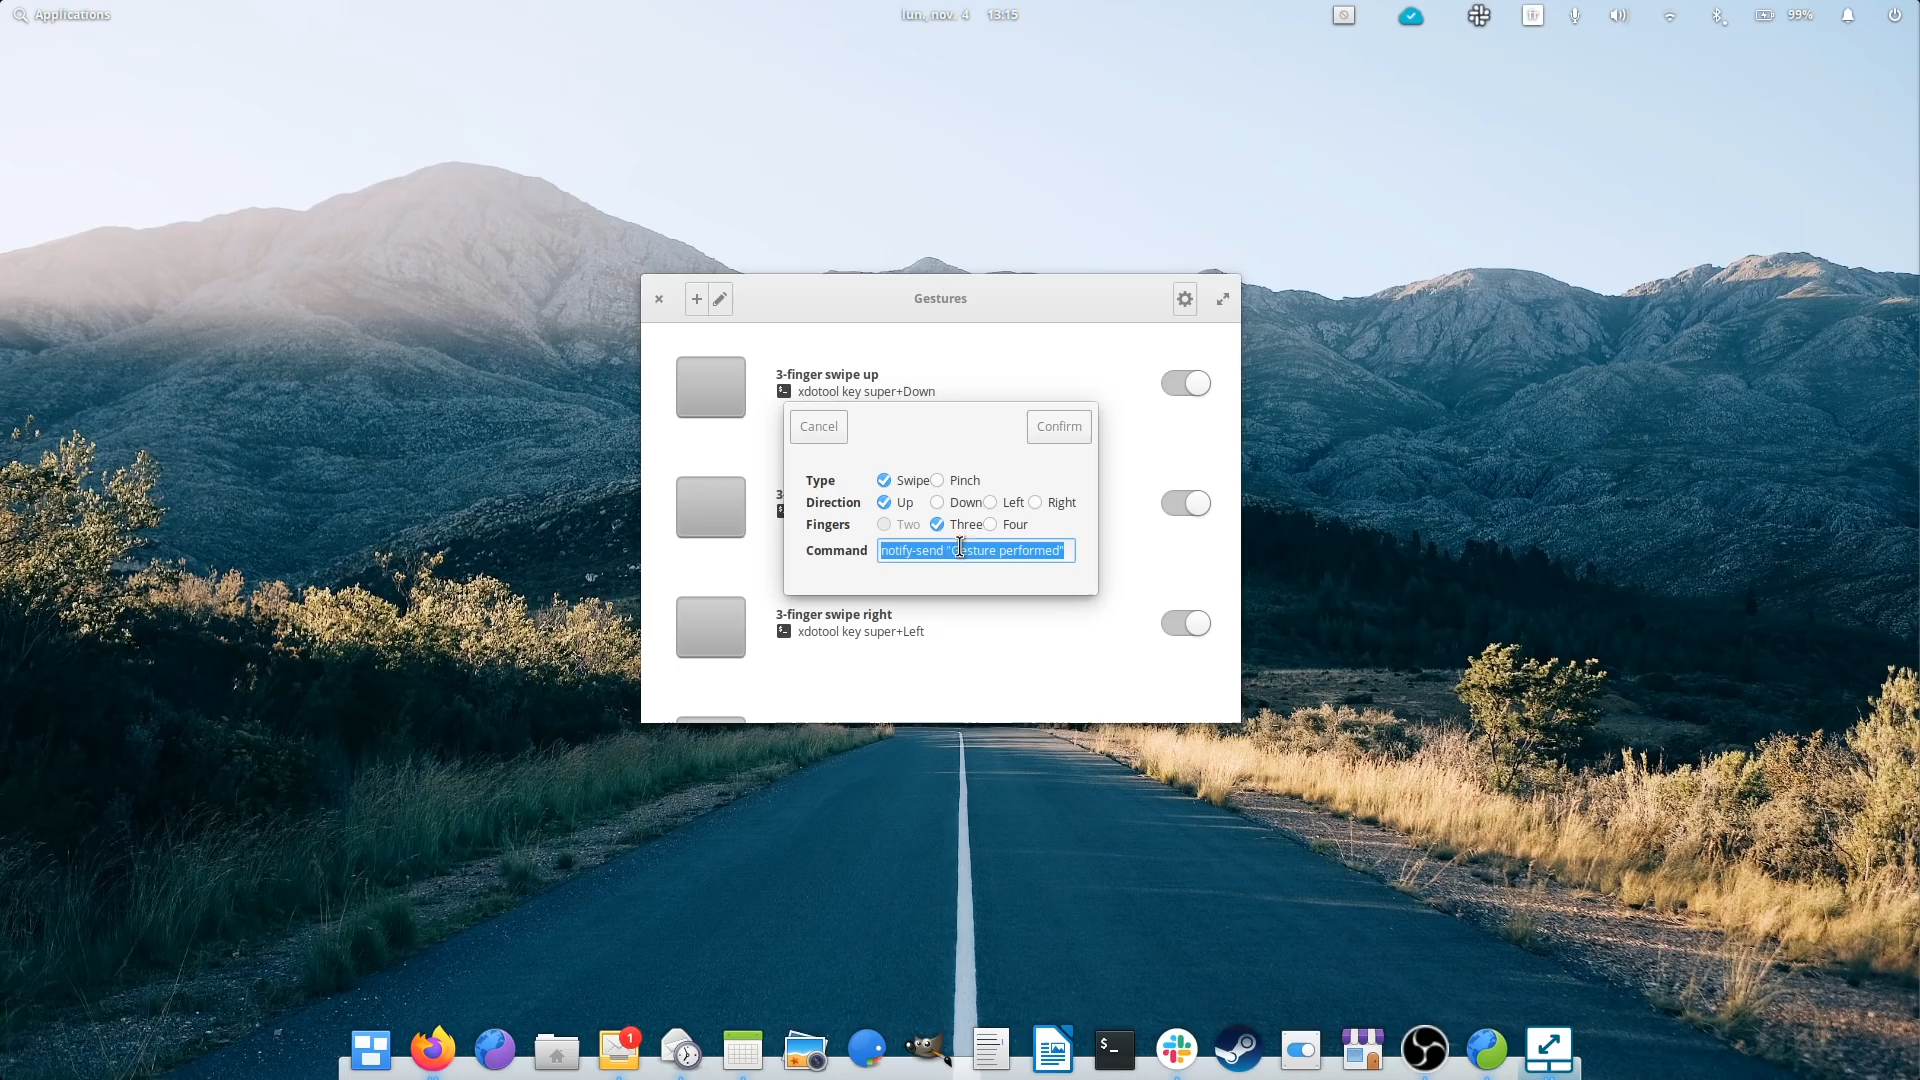 Applications
lun., nov. 4 13:15
fr
99%
Gestures
3-finger swipe up
xdotool key super+Down
Cancel
Confirm
Type Swipe Pinch
Direction Up Down Left Right
Fingers Two Three Four
Command notify-send "Gesture performed"
3-finger swipe right
xdotool key super+Left
1